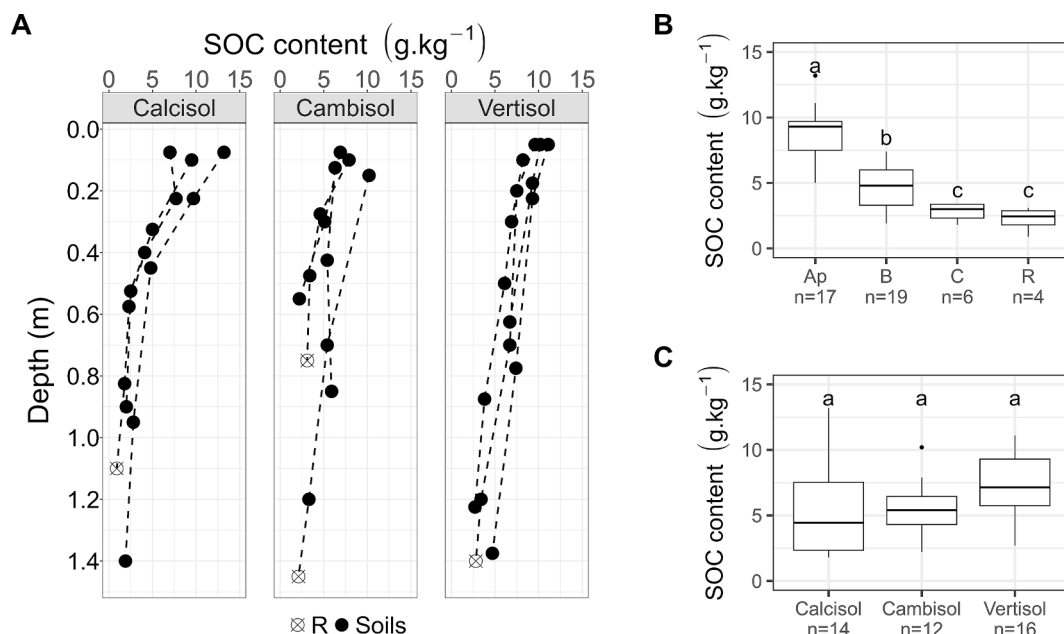 A
SOC content (g.kg⁻¹)
0 5 10 15 0 5 10 15 0 5 10 15
Calcisol Cambisol Vertisol
Depth (m)
0.0
0.2
0.4
0.6
0.8
1.0
1.2
1.4
R Soils
B
SOC content (g.kg⁻¹)
15
10
5
0
a b c c
Ap B C R
n=17 n=19 n=6 n=4
C
SOC content (g.kg⁻¹)
15
10
5
0
a a a
Calcisol Cambisol Vertisol
n=14 n=12 n=16